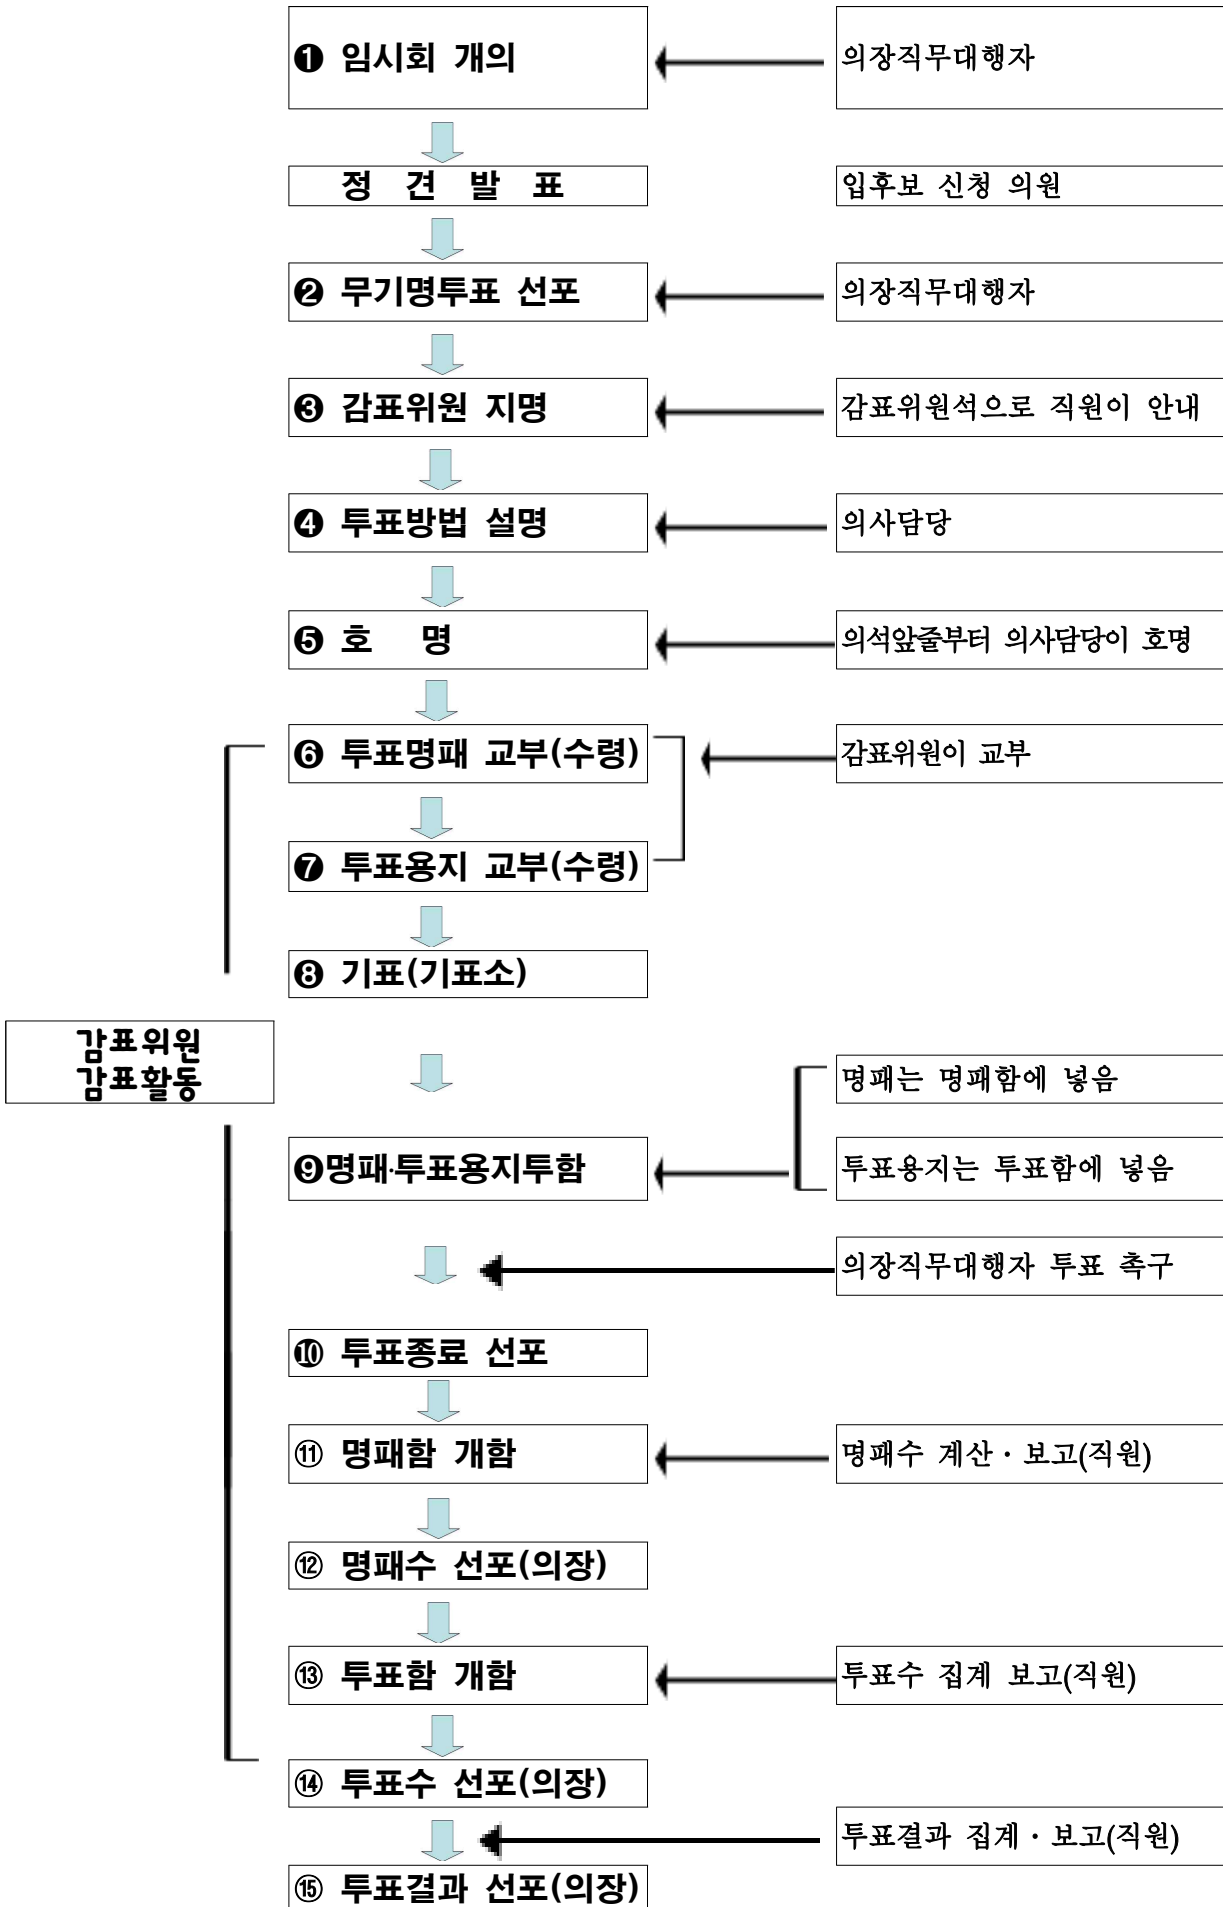 ❶ 임시회 개의
의장직무대행자
정 견 발 표
입후보 신청 의원
❷ 무기명투표 선포
의장직무대행자
❸ 감표위원 지명
감표위원석으로 직원이 안내
❹ 투표방법 설명
의사담당
❺ 호 명
의석앞줄부터 의사담당이 호명
❻ 투표명패 교부(수령)
감표위원이 교부
❼ 투표용지 교부(수령)
❽ 기표(기표소)
감표위원
감표활동
명패는 명패함에 넣음
❾명패·투표용지투함
투표용지는 투표함에 넣음
의장직무대행자 투표 촉구
❿ 투표종료 선포
⑪ 명패함 개함
명패수 계산·보고(직원)
⑫ 명패수 선포(의장)
⑬ 투표함 개함
투표수 집계 보고(직원)
⑭ 투표수 선포(의장)
투표결과 집계·보고(직원)
⑮ 투표결과 선포(의장)